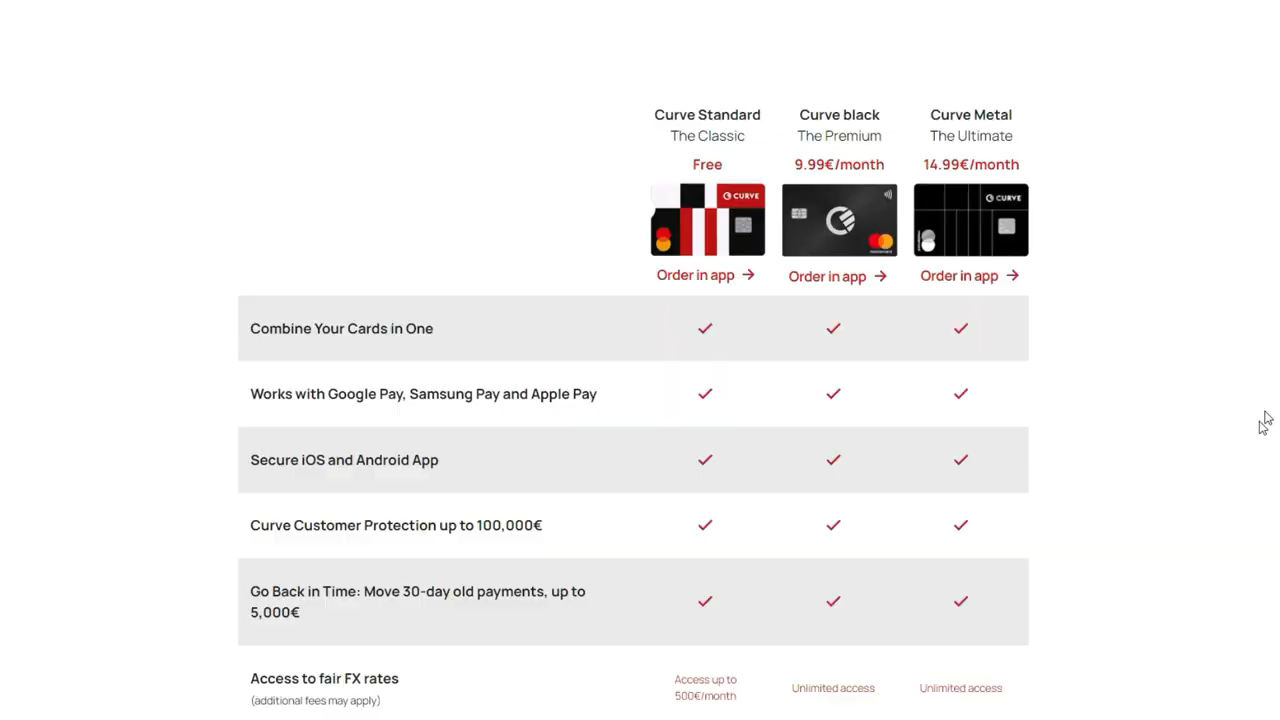 Curve Standard
The Classic
Free
Curve black
The Premium
9.99€/month
Curve Metal
The Ultimate
14.99€/month
CURVE
CURVE
Order in app →
Order in app →
Order in app →
Combine Your Cards in One
Works with Google Pay, Samsung Pay and Apple Pay
Secure iOS and Android App
Curve Customer Protection up to 100,000€
Go Back in Time: Move 30-day old payments, up to
5,000€
Access to fair FX rates
(additional fees may apply)
Access up to
500€/month
Unlimited access
Unlimited access